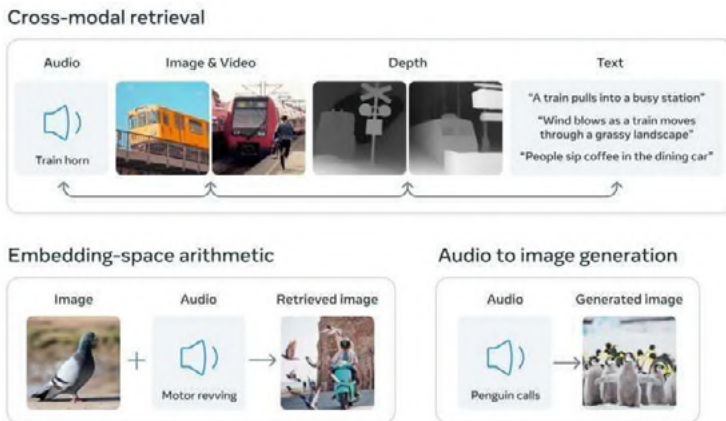 Cross-modal retrieval
Audio
Image & Video
Depth
Text
Train horn
“A train pulls into a busy station”
“Wind blows as a train moves
through a grassy landscape”
“People sip coffee in the dining car”
Embedding-space arithmetic
Image
Audio
Retrieved image
+
Motor revving
Audio to image generation
Audio
Generated image
Penguin calls